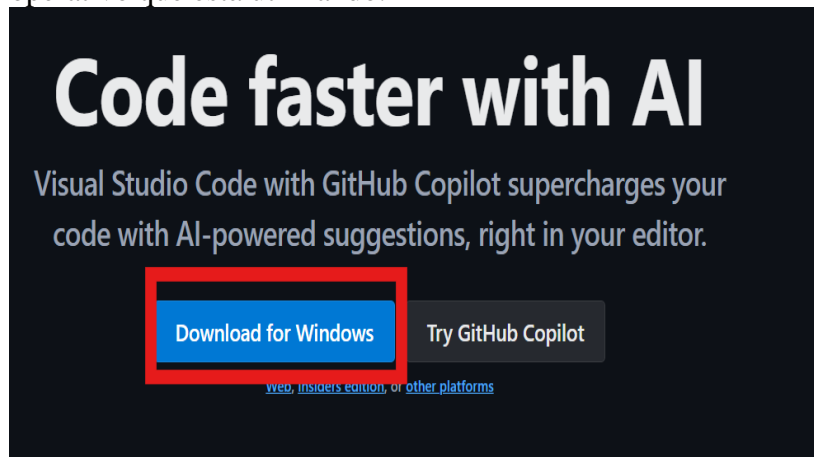 Code faster with AI
Visual Studio Code with GitHub Copilot supercharges your
code with AI-powered suggestions, right in your editor.
Download for Windows
Try GitHub Copilot
Web, Insiders edition, or other platforms